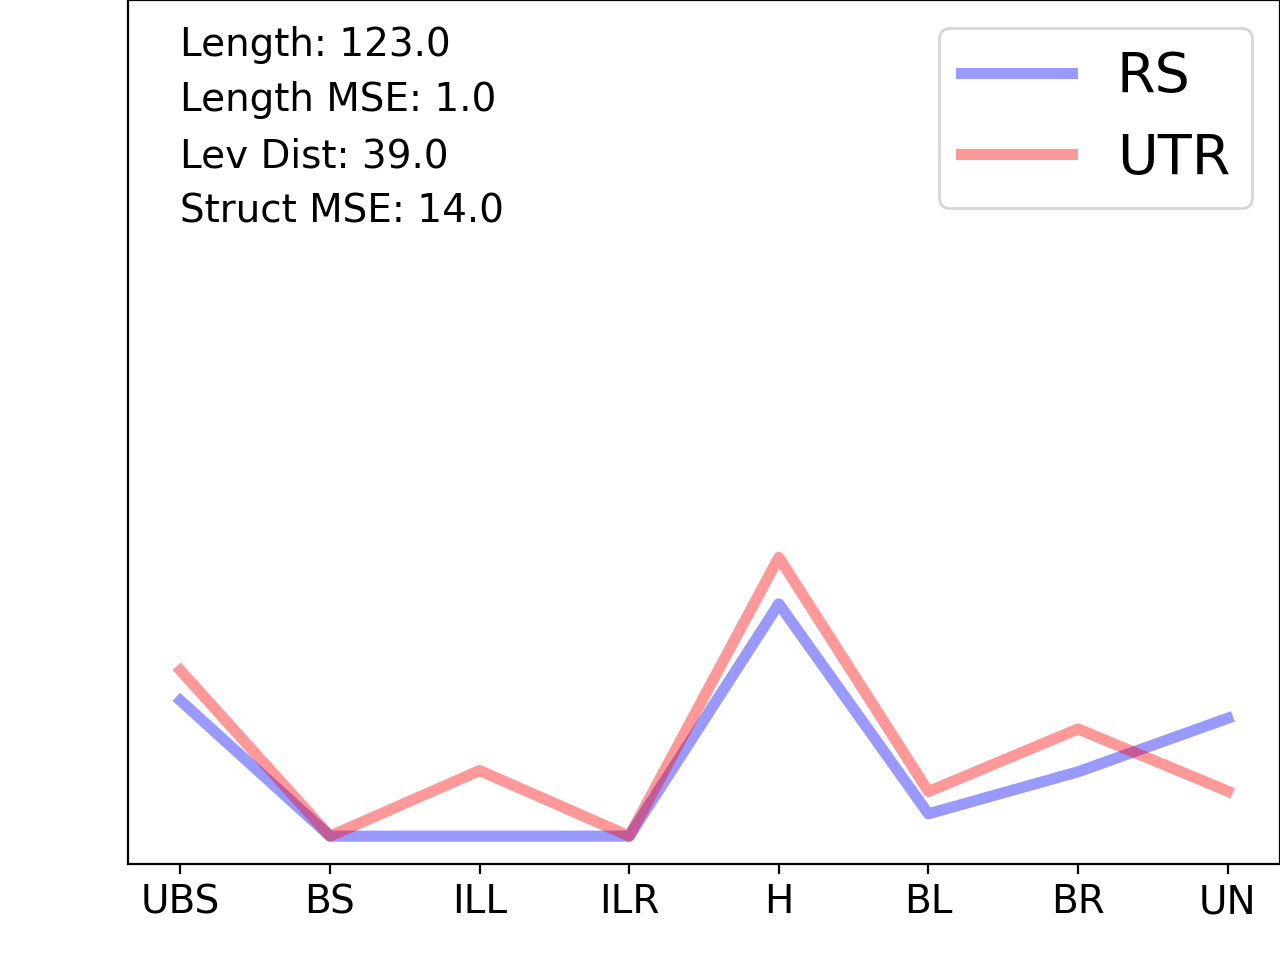 Length: 123.0
Length MSE: 1.0
Lev Dist: 39.0
Struct MSE: 14.0
RS
UTR
UBS BS ILL ILR H BL BR UN